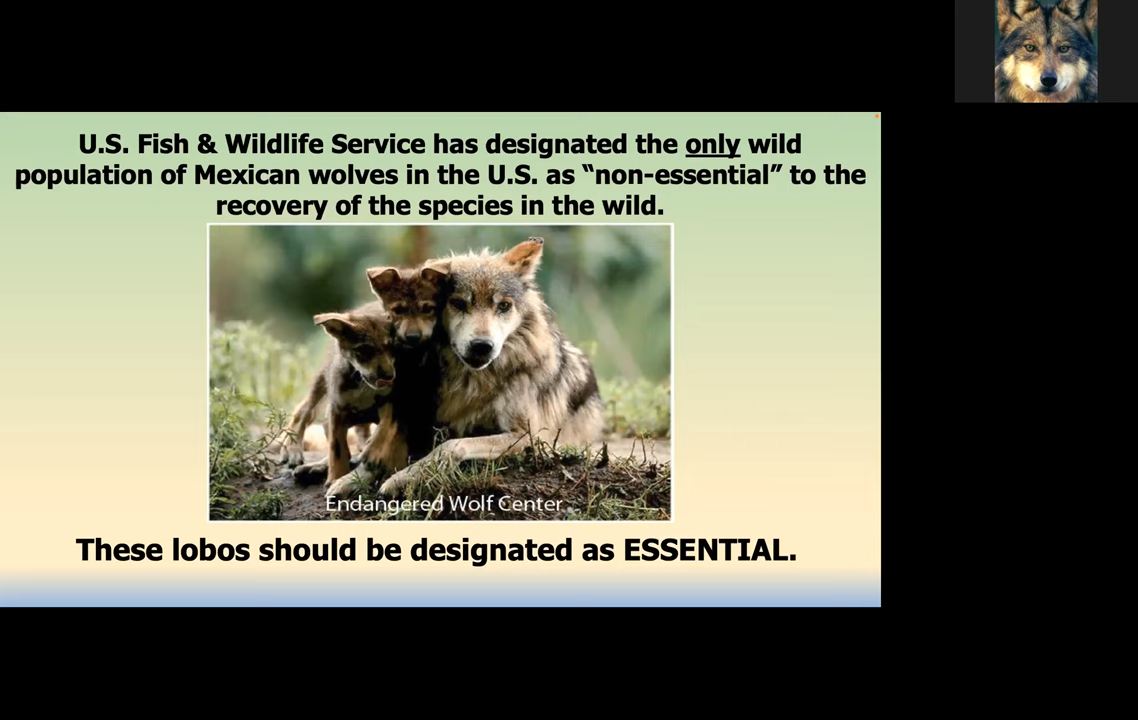 U.S. Fish & Wildlife Service has designated the only wild
population of Mexican wolves in the U.S. as “non-essential” to the
recovery of the species in the wild.
Endangered Wolf Center
These lobos should be designated as ESSENTIAL.